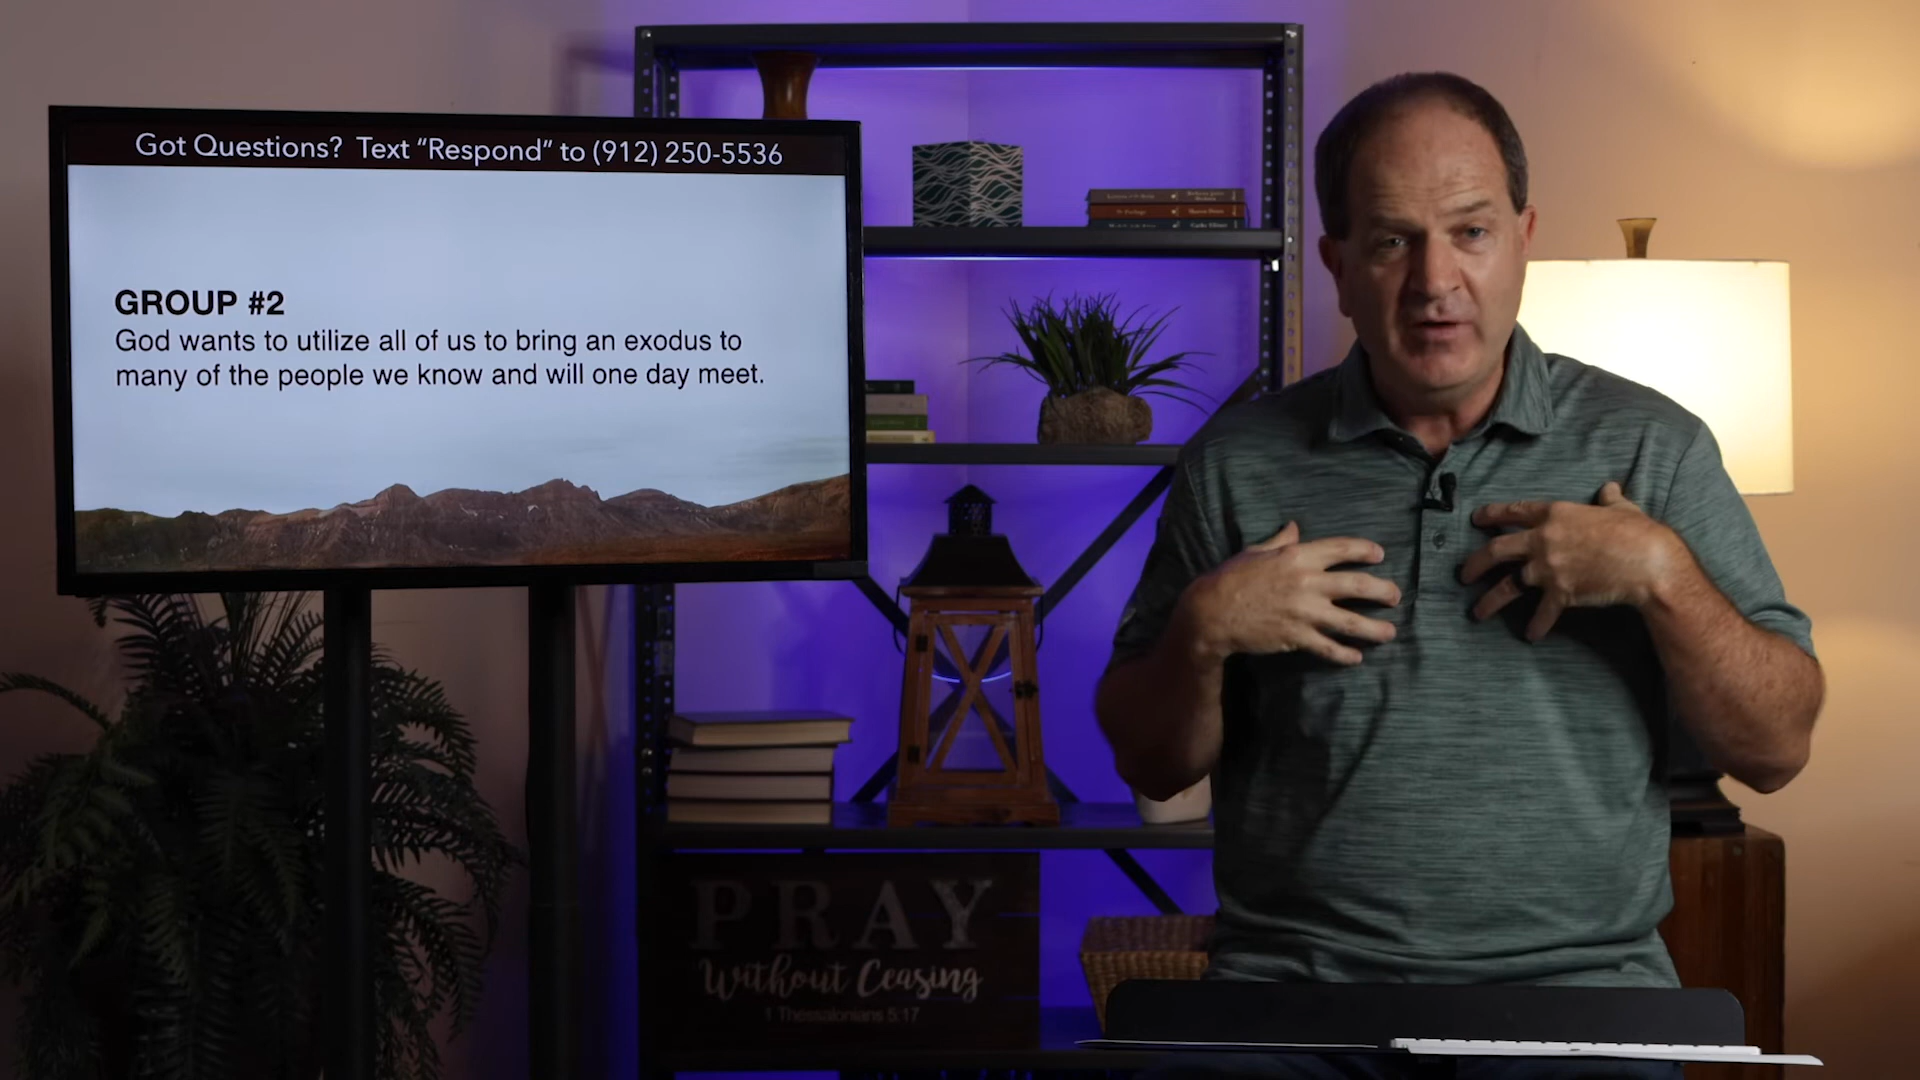 Got Questions? Text “Respond” to (912) 250-5536
GROUP #2
God wants to utilize all of us to bring an exodus to
many of the people we know and will one day meet.
PRAY
Without Ceasing
1 Thessalonians 5:17